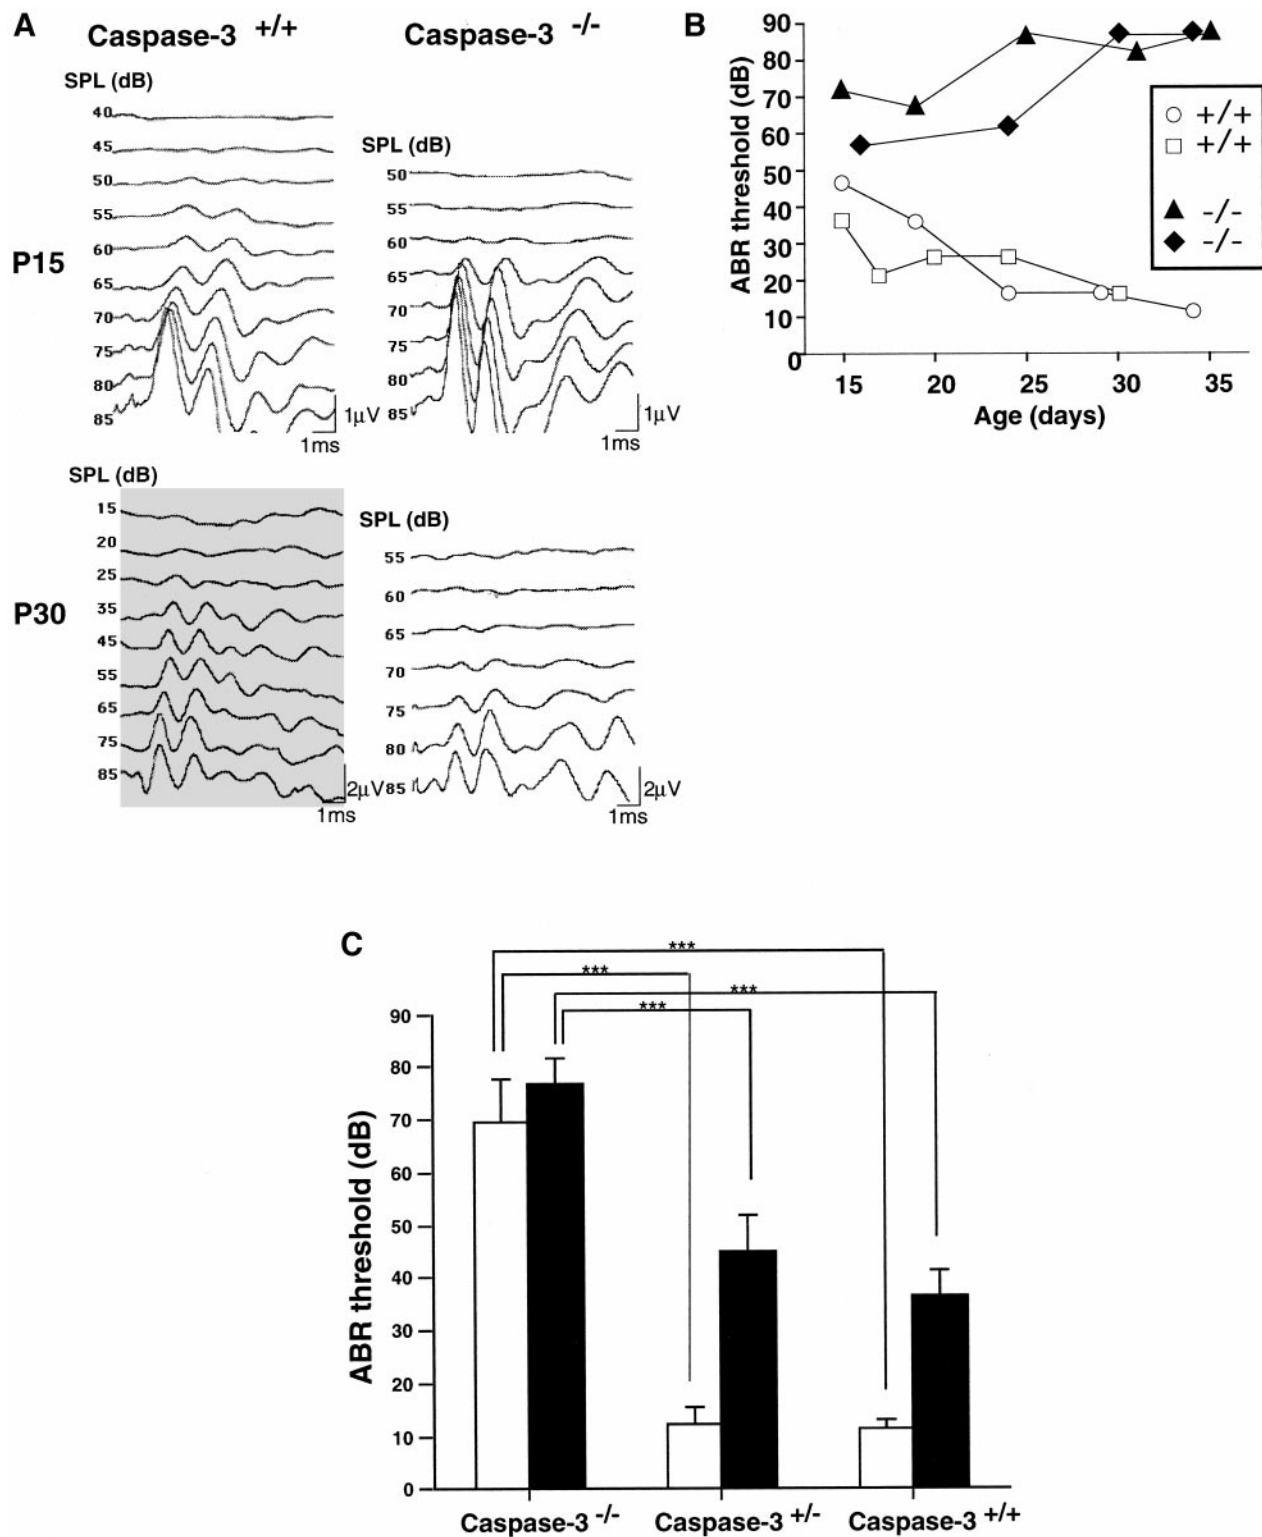 A
Caspase-3 +/+
Caspase-3 -/-
SPL (dB)
40
45
50
55
60
65
70
75
80
85
1μV
1ms
SPL (dB)
50
55
60
65
70
75
80
85
1μV
1ms
P15
SPL (dB)
15
20
25
35
45
55
65
75
85
2μV
1ms
SPL (dB)
55
60
65
70
75
80
85
2μV
1ms
P30
B
ABR threshold (dB)
90
80
70
60
50
40
30
20
10
0
15 20 25 30 35
Age (days)
+/+
+/+
-/-
-/-
C
***
***
***
***
ABR threshold (dB)
90
80
70
60
50
40
30
20
10
0
Caspase-3 -/- Caspase-3 +/- Caspase-3 +/+